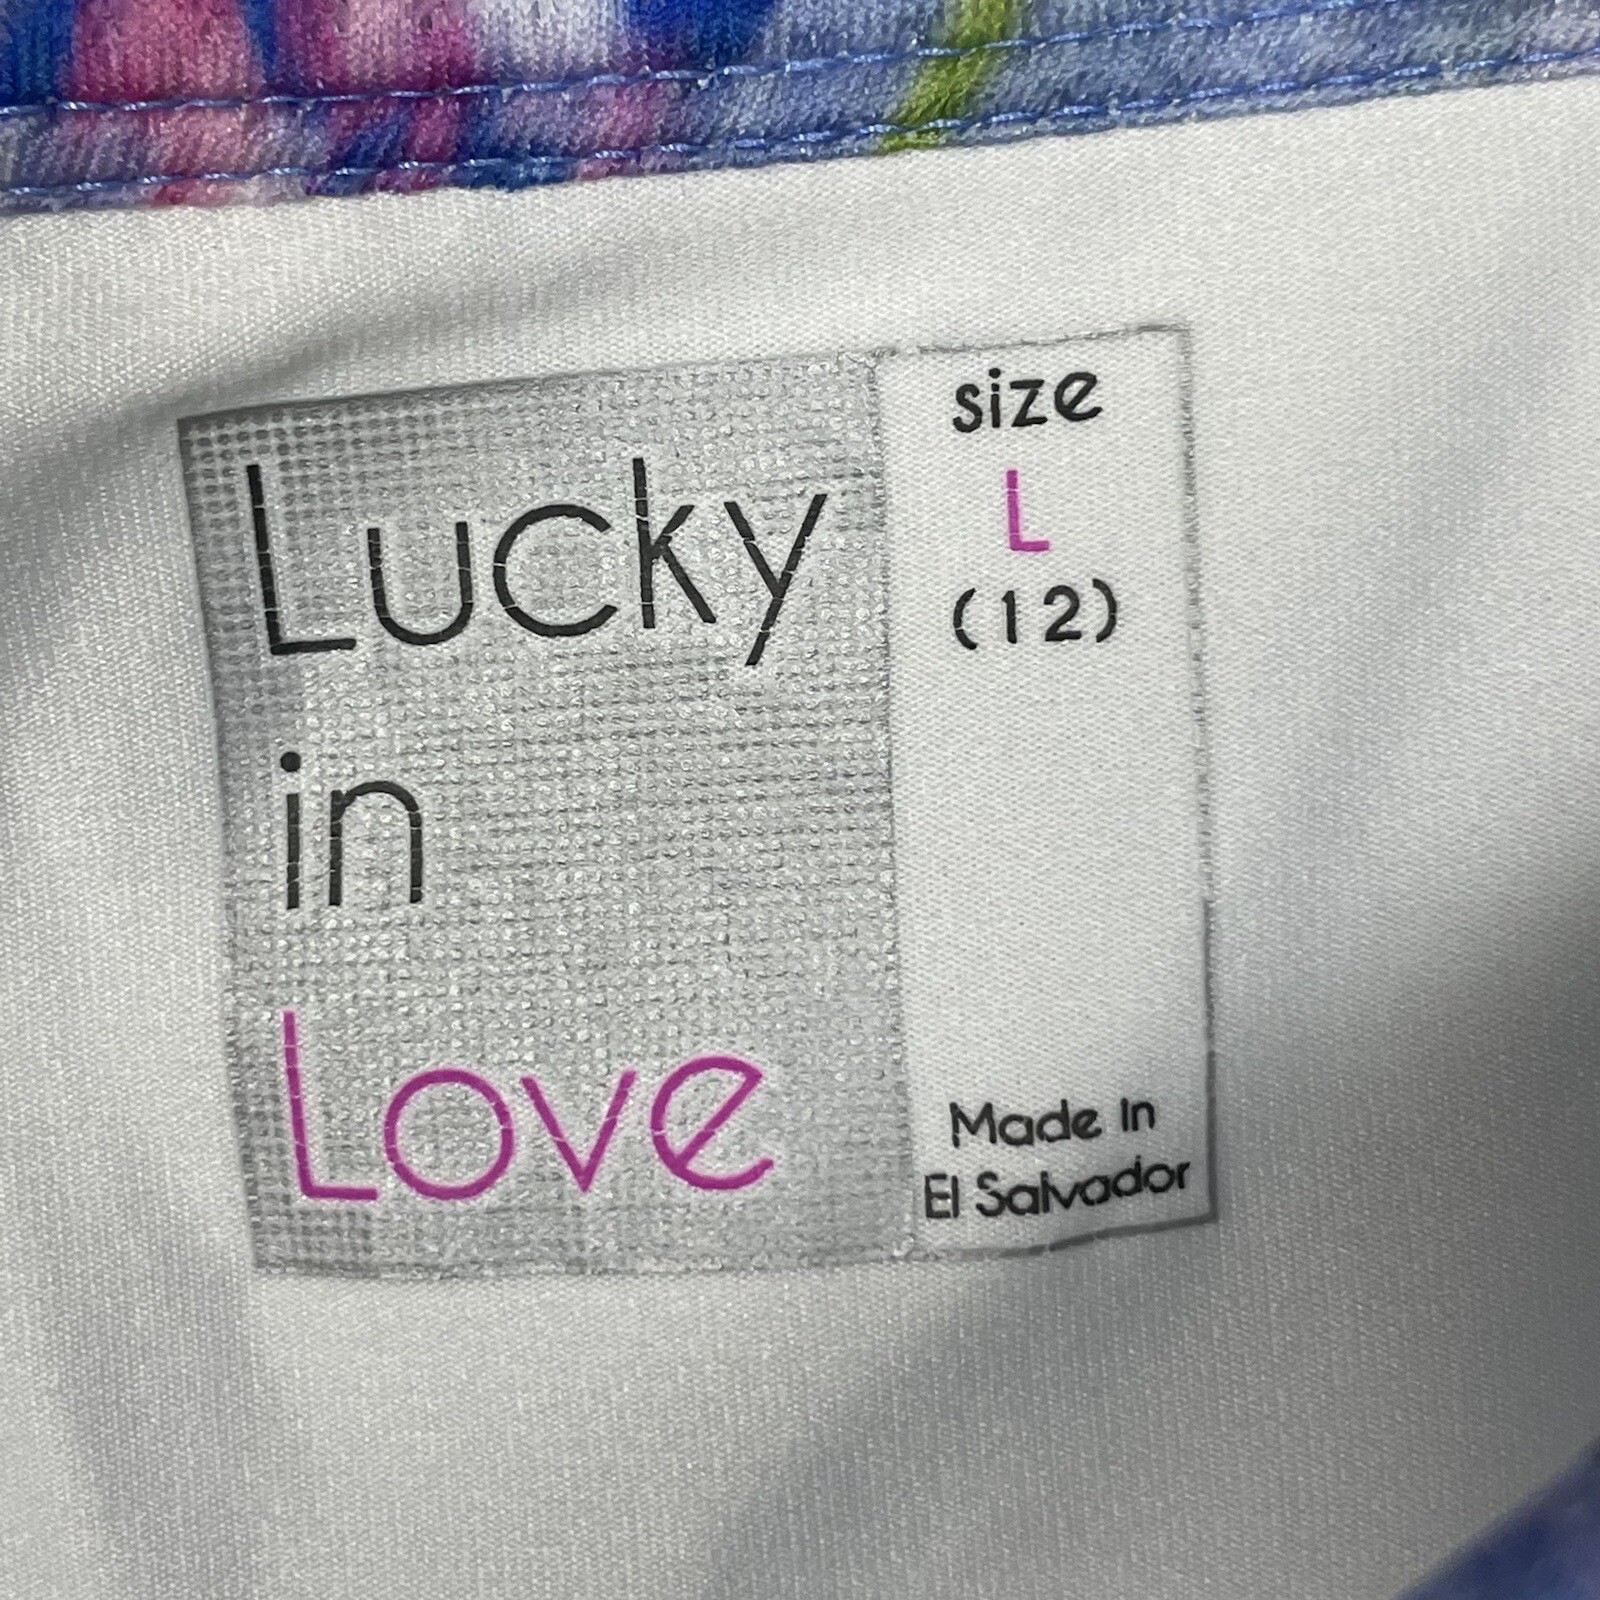 Lucky
in
Love
size
L
(12)
Made In
El Salvador